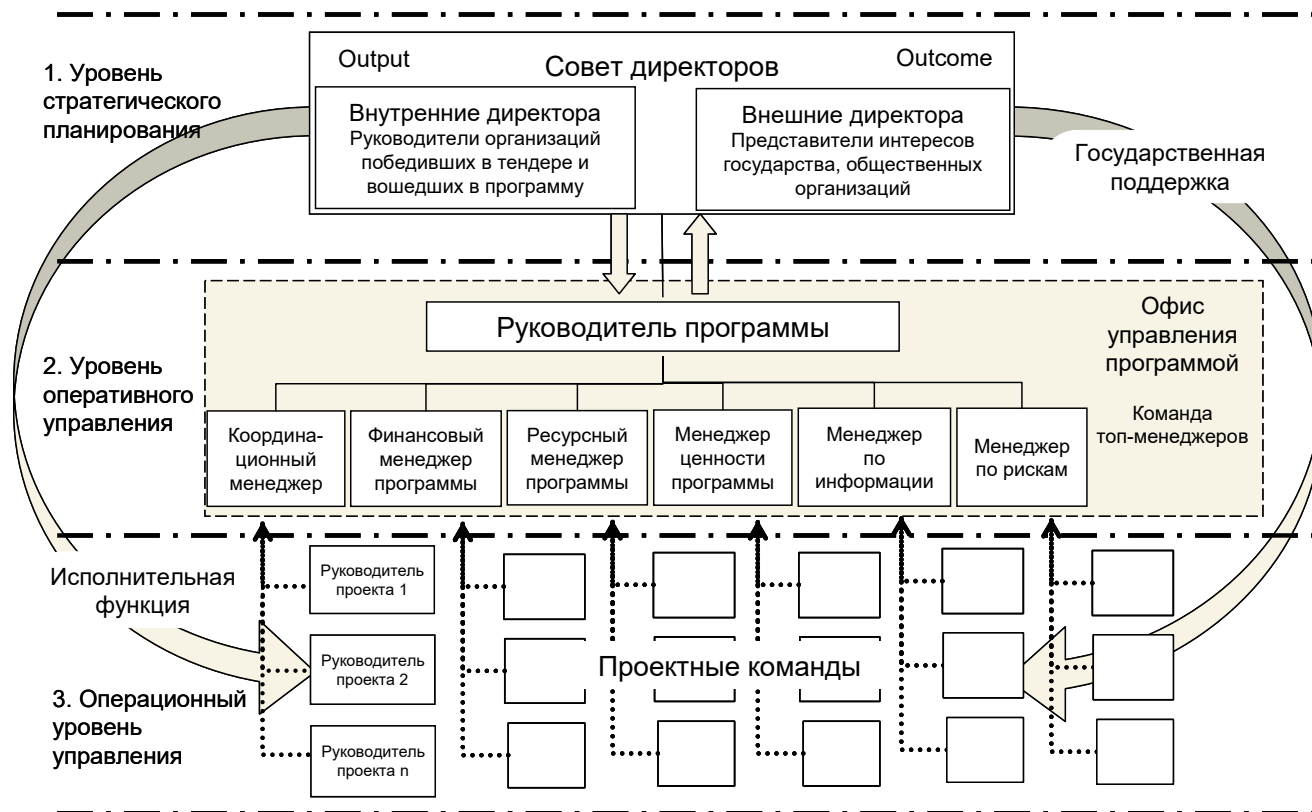 1. Уровень
стратегического
планирования
Output
Совет директоров
Outcome
Внутренние директора
Руководители организаций
победивших в тендере и
вошедших в программу
Внешние директора
Представители интересов
государства, общественных
организаций
Государственная
поддержка
2. Уровень
оперативного
управления
Руководитель программы
Офис
управления
программой
Команда
топ-менеджеров
Координа-
ционный
менеджер
Финансовый
менеджер
программы
Ресурсный
менеджер
программы
Менеджер
ценности
программы
Менеджер
по
информации
Менеджер
по рискам
Исполнительная
функция
Руководитель
проекта 1
Руководитель
проекта 2
Проектные команды
3. Операционный
уровень
управления
Руководитель
проекта n